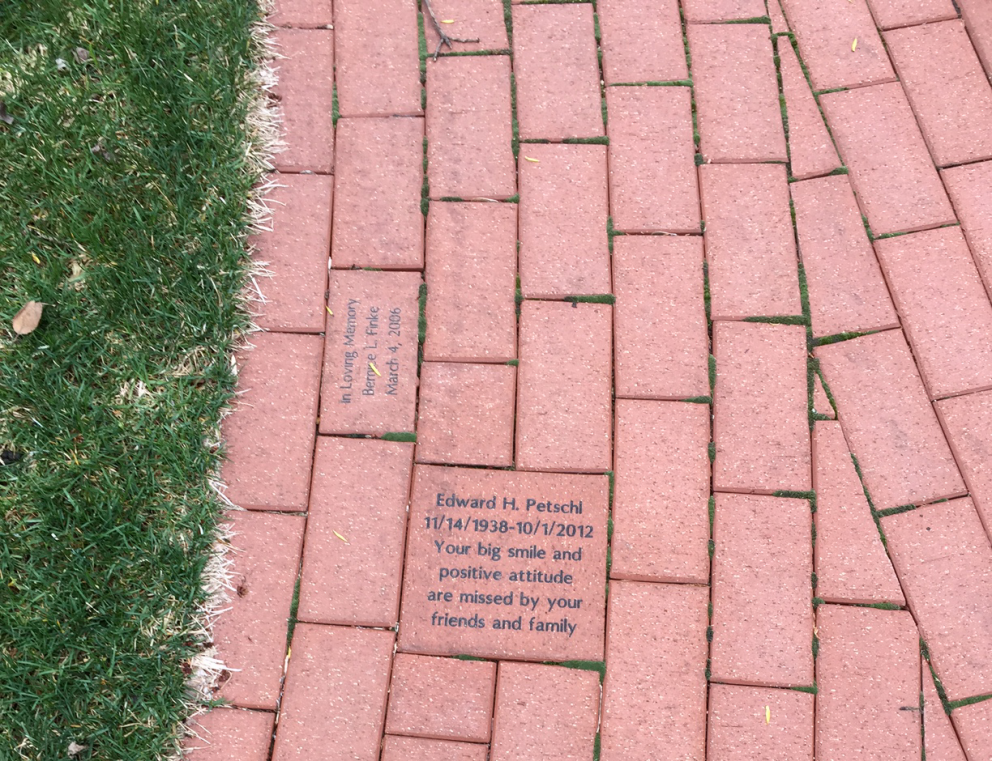 In Loving Memory
Bernice L. Finke
March 4, 2006
Edward H. Petschl
11/14/1938-10/1/2012
Your big smile and
positive attitude
are missed by your
friends and family